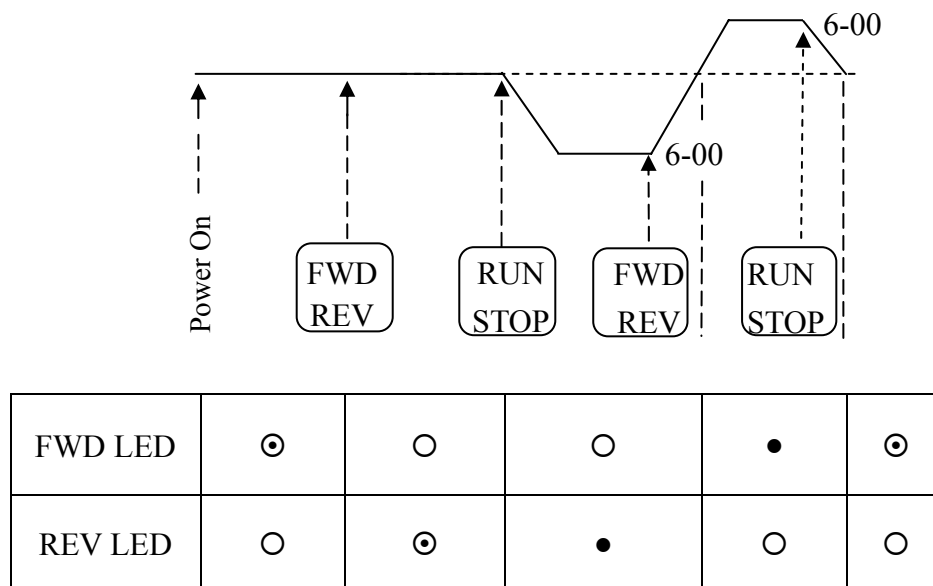 6-00
6-00
Power On
FWD
REV
RUN
STOP
FWD
REV
RUN
STOP
FWD LED ⊙ ○ ○ ● ⊙
REV LED ○ ⊙ ● ○ ○